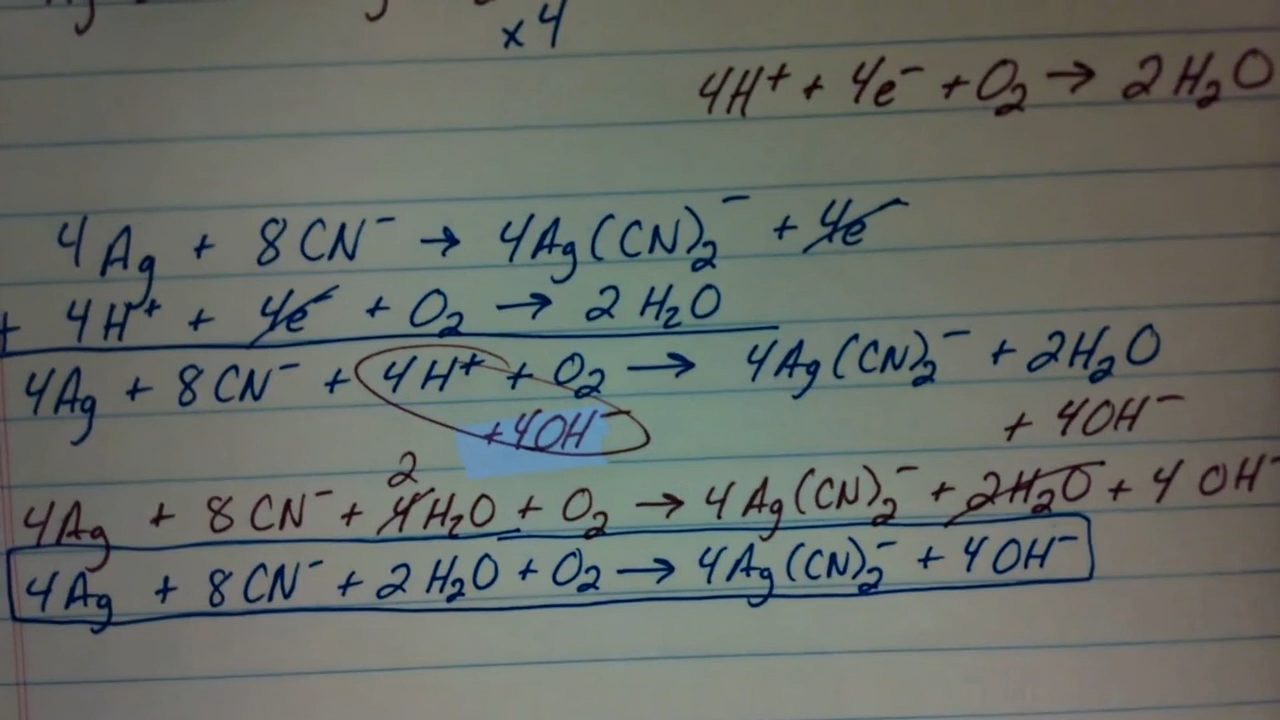 x4
4H⁺ + 4e⁻ + O₂ → 2H₂O
4Ag + 8CN⁻ → 4Ag(CN)₂⁻ + 4e⁻
+ 4H⁺ + 4e⁻ + O₂ → 2H₂O
4Ag + 8CN⁻ + 4H⁺ + O₂ → 4Ag(CN)₂⁻ + 2H₂O
+4OH⁻ + 4OH⁻
2
4Ag + 8CN⁻ + 4H₂O + O₂ → 4Ag(CN)₂⁻ + 2H₂O + 4OH⁻
4Ag + 8CN⁻ + 2H₂O + O₂ → 4Ag(CN)₂⁻ + 4OH⁻